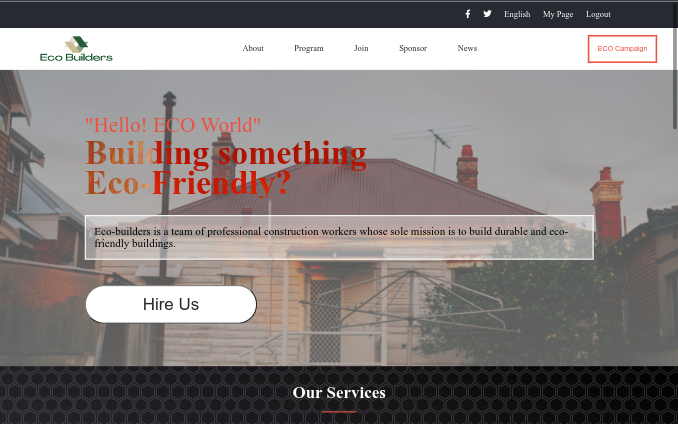 English My Page Logout
Eco Builders
About Program Join Sponsor News
ECO Campaign
"Hello! ECO World"
Building something
Eco-Friendly?
Eco-builders is a team of professional construction workers whose sole mission is to build durable and eco-
friendly buildings.
Hire Us
Our Services